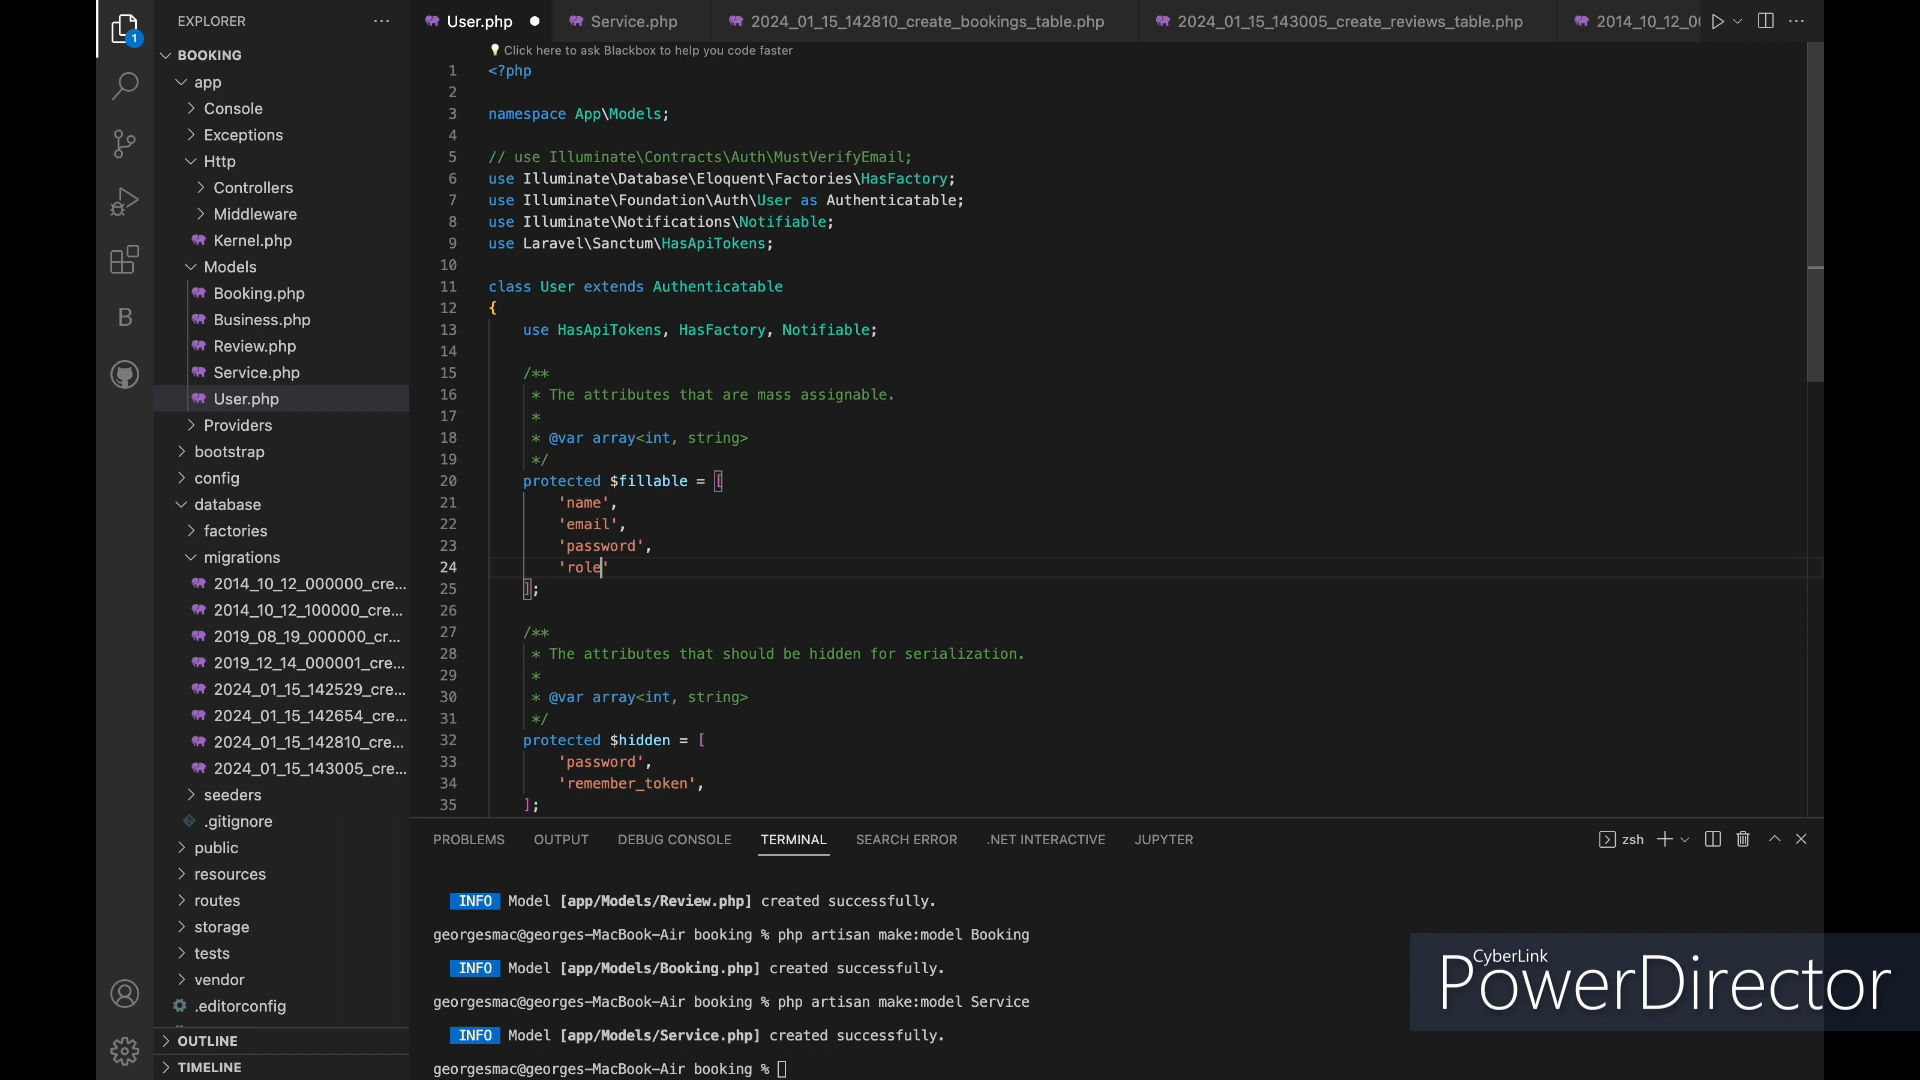 EXPLORER
BOOKING
app
Console
Exceptions
Http
Controllers
Middleware
Kernel.php
Models
Booking.php
Business.php
Review.php
Service.php
User.php
Providers
bootstrap
config
database
factories
migrations
2014_10_12_000000_cre...
2014_10_12_100000_cre...
2019_08_19_000000_cr...
2019_12_14_000001_cre...
2024_01_15_142529_cre...
2024_01_15_142654_cre...
2024_01_15_142810_cre...
2024_01_15_143005_cre...
seeders
.gitignore
public
resources
routes
storage
tests
vendor
.editorconfig
OUTLINE
TIMELINE
1
B
User.php
Service.php
2024_01_15_142810_create_bookings_table.php
2024_01_15_143005_create_reviews_table.php
2014_10_12_0
Click here to ask Blackbox to help you code faster
1 <?php
2
3 namespace App\Models;
4
5 // use Illuminate\Contracts\Auth\MustVerifyEmail;
6 use Illuminate\Database\Eloquent\Factories\HasFactory;
7 use Illuminate\Foundation\Auth\User as Authenticatable;
8 use Illuminate\Notifications\Notifiable;
9 use Laravel\Sanctum\HasApiTokens;
10
11 class User extends Authenticatable
12 {
13 use HasApiTokens, HasFactory, Notifiable;
14
15 /**
16 * The attributes that are mass assignable.
17 *
18 * @var array<int, string>
19 */
20 protected $fillable = [
21 'name',
22 'email',
23 'password',
24 'role'
25 ];
26
27 /**
28 * The attributes that should be hidden for serialization.
29 *
30 * @var array<int, string>
31 */
32 protected $hidden = [
33 'password',
34 'remember_token',
35 ];
PROBLEMS OUTPUT DEBUG CONSOLE TERMINAL SEARCH ERROR .NET INTERACTIVE JUPYTER
zsh
INFO Model [app/Models/Review.php] created successfully.
georgesmac@georges-MacBook-Air booking % php artisan make:model Booking
INFO Model [app/Models/Booking.php] created successfully.
georgesmac@georges-MacBook-Air booking % php artisan make:model Service
INFO Model [app/Models/Service.php] created successfully.
georgesmac@georges-MacBook-Air booking %
CyberLink
PowerDirector